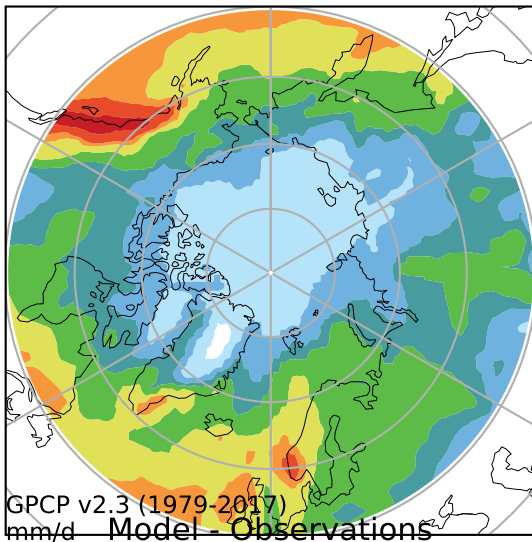 GPCP v2.3 (1979-2017)
mm/d Model - Observations